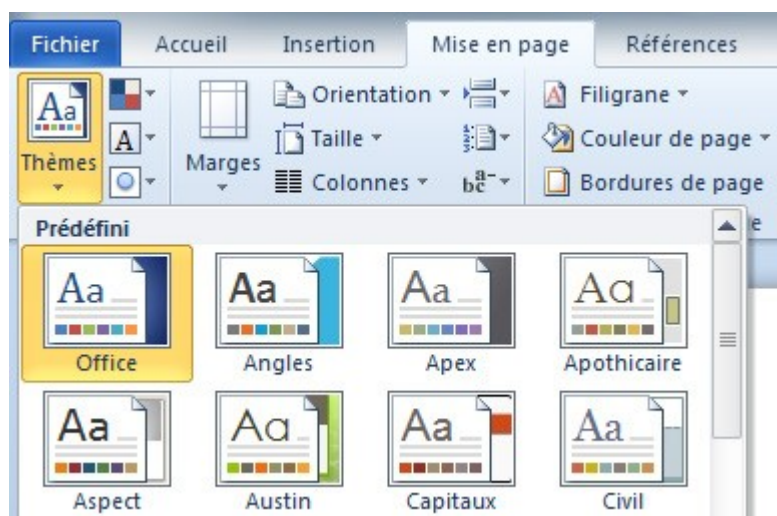 Fichier Accueil Insertion Mise en page Références
Aa Orientation Filigrane
A Taille Couleur de page
Thèmes Marges Colonnes bc a- Bordures de page
Prédéfini
Aa Aa Aa Aa
Office Angles Apex Apothicaire
Aa Aa Aa Aa
Aspect Austin Capitaux Civil